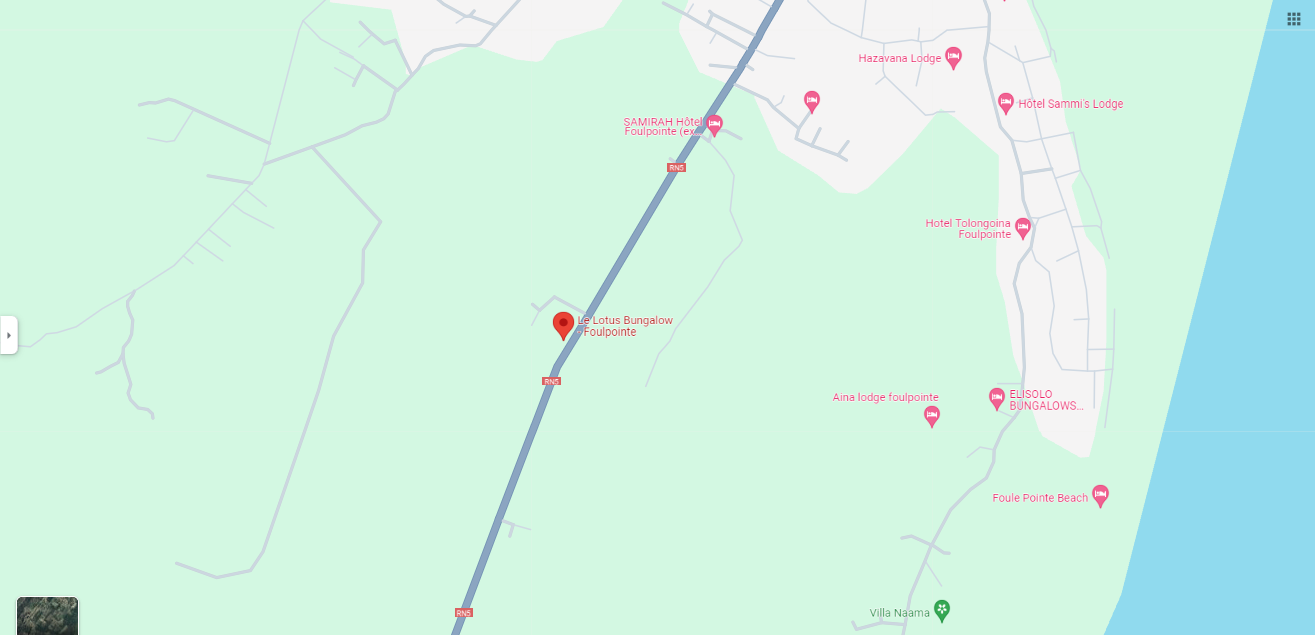 Hazavana Lodge
Hôtel Sammi's Lodge
SAMIRAH Hôtel
Foulpointe (ex
RN5
Hotel Tolongoina
Foulpointe
Le Lotus Bungalow
- Foulpointe
RN5
Aina lodge foulpointe
ELISOLO
BUNGALOWS...
Foule Pointe Beach
Villa Naama
RN5